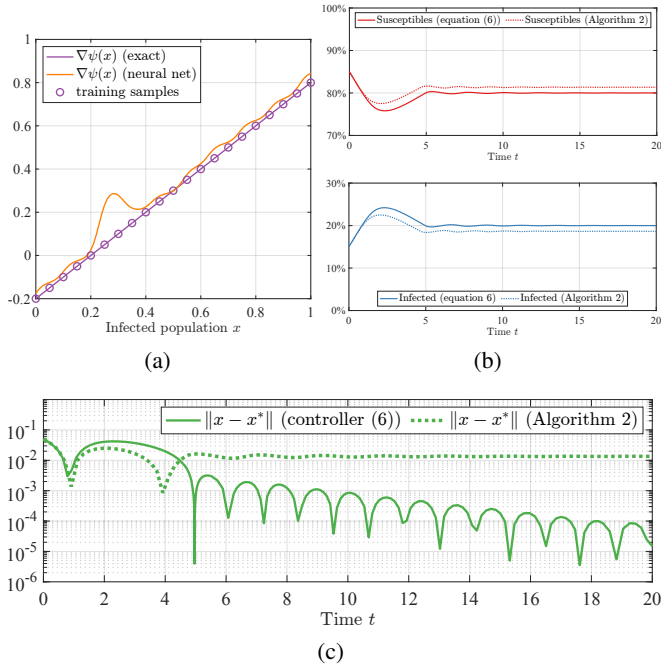 ∇ψ(x) (exact)
∇ψ(x) (neural net)
training samples
0.8
0.6
0.4
0.2
0
-0.2
0 0.2 0.4 0.6 0.8 1
Infected population x
(a)
Susceptibles (equation (6)) Susceptibles (Algorithm 2)
100%
90%
80%
70%
60%
0 5 10 15 20
Time t
30%
20%
10%
0%
Infected (equation 6) Infected (Algorithm 2)
0 5 10 15 20
Time t
(b)
‖x − x*‖ (controller (6)) ‖x − x*‖ (Algorithm 2)
10⁻¹
10⁻²
10⁻³
10⁻⁴
10⁻⁵
10⁻⁶
0 2 4 6 8 10 12 14 16 18 20
Time t
(c)